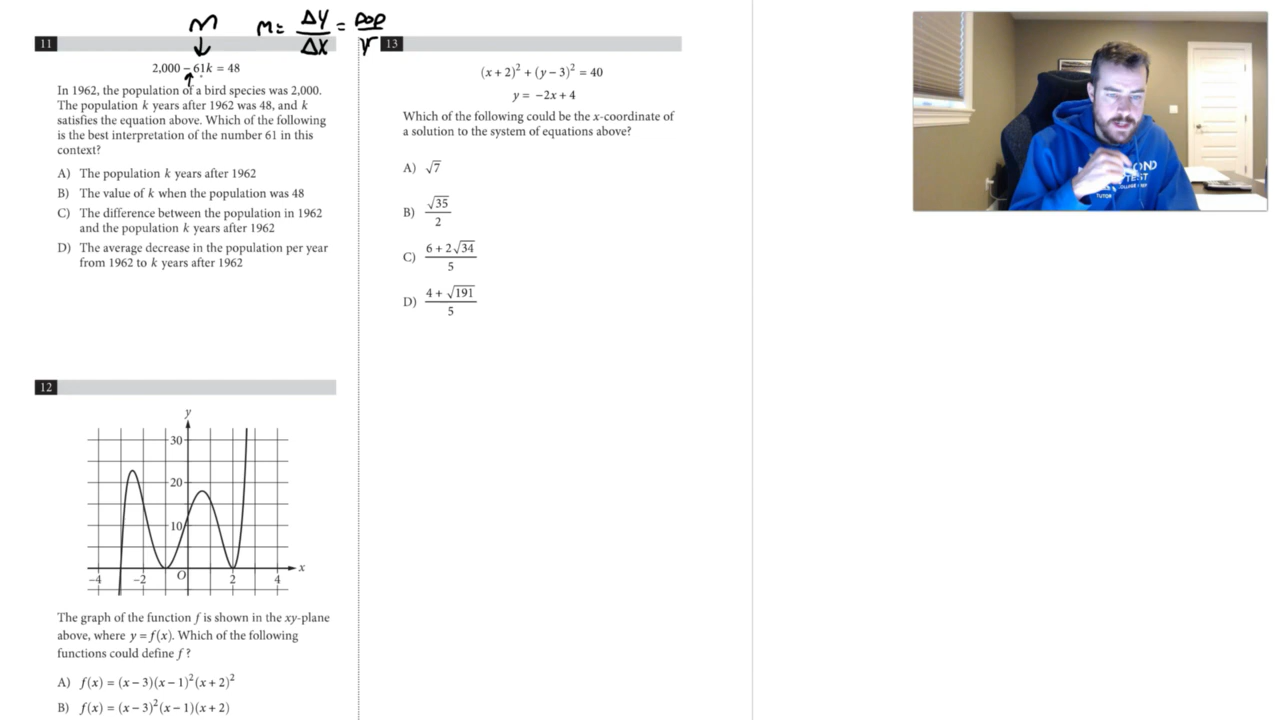 m
m = ΔY/ΔX = pop
11
13
2,000 − 61k = 48
In 1962, the population of a bird species was 2,000.
The population k years after 1962 was 48, and k
satisfies the equation above. Which of the following
is the best interpretation of the number 61 in this
context?
A) The population k years after 1962
B) The value of k when the population was 48
C) The difference between the population in 1962
and the population k years after 1962
D) The average decrease in the population per year
from 1962 to k years after 1962
12
y
30
20
10
−4 −2 O 2 4 x
The graph of the function f is shown in the xy-plane
above, where y = f(x). Which of the following
functions could define f ?
A) f(x) = (x − 3)(x − 1)²(x + 2)²
B) f(x) = (x − 3)²(x − 1)(x + 2)
(x + 2)² + (y − 3)² = 40
y = −2x + 4
Which of the following could be the x-coordinate of
a solution to the system of equations above?
A) √7
B) √35/2
C) (6 + 2√34)/5
D) (4 + √191)/5
OND
TEST
TUTOR